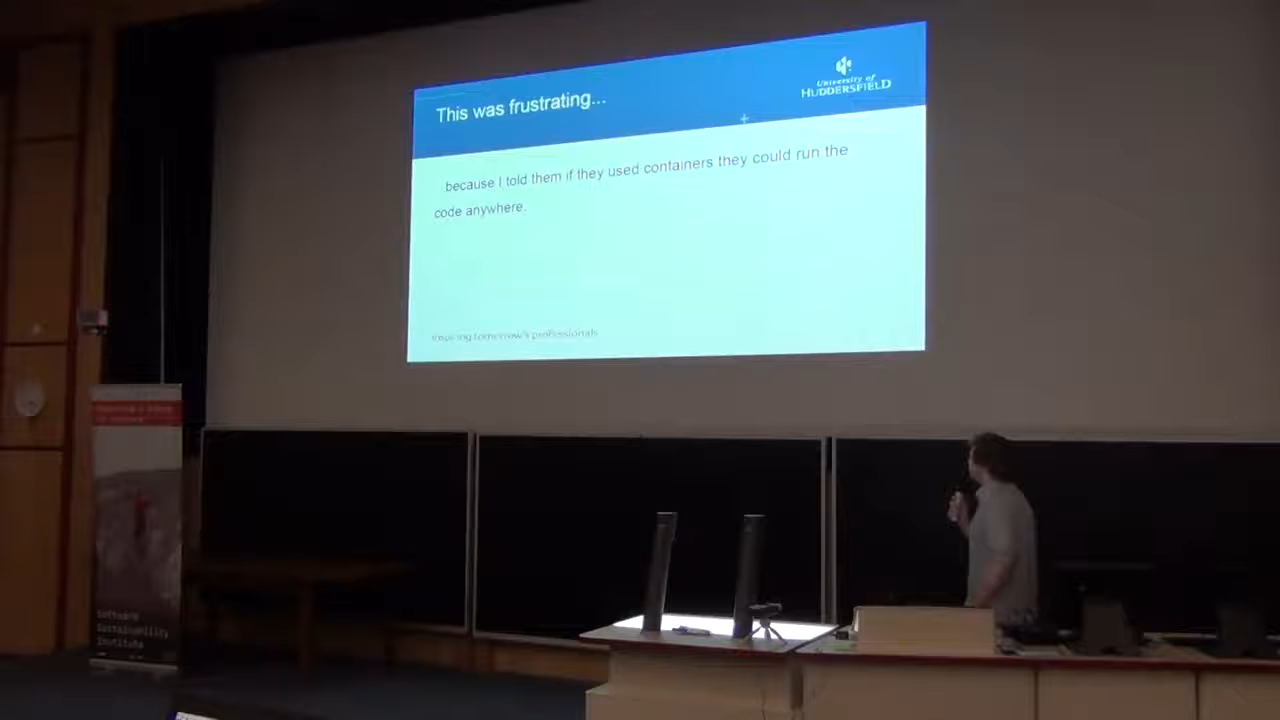 This was frustrating...
University of
HUDDERSFIELD
because I told them if they used containers they could run the
code anywhere.
Inspiring tomorrow's professionals
Software
Sustainability
Institute